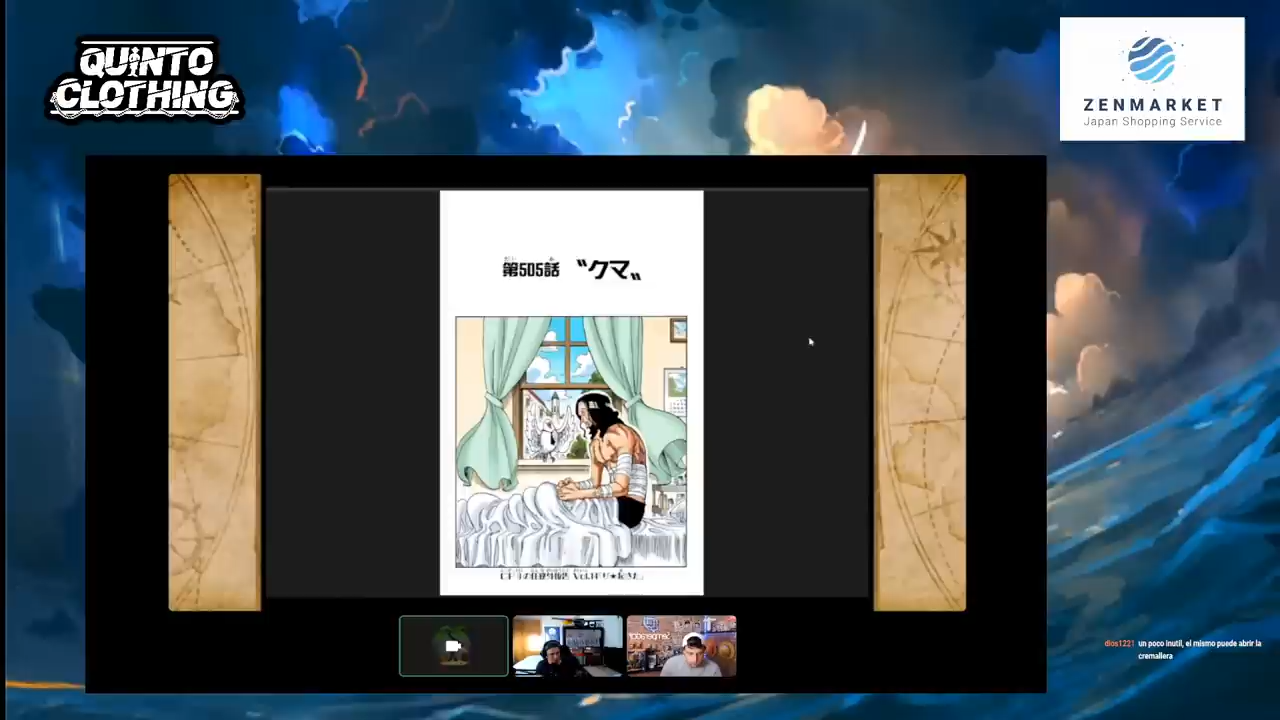 QUINTO
CLOTHING
ZENMARKET
Japan Shopping Service
第505話 〝クマ〟
dios1221 un poco inutil, el mismo puede abrir la
cremallera